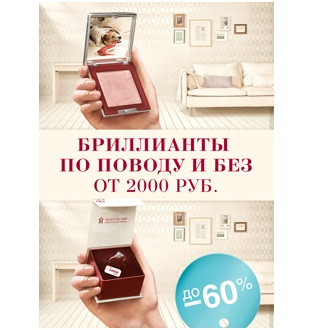 БРИЛЛИАНТЫ
ПО ПОВОДУ И БЕЗ
ОТ 2000 РУБ.
ДО
–60%